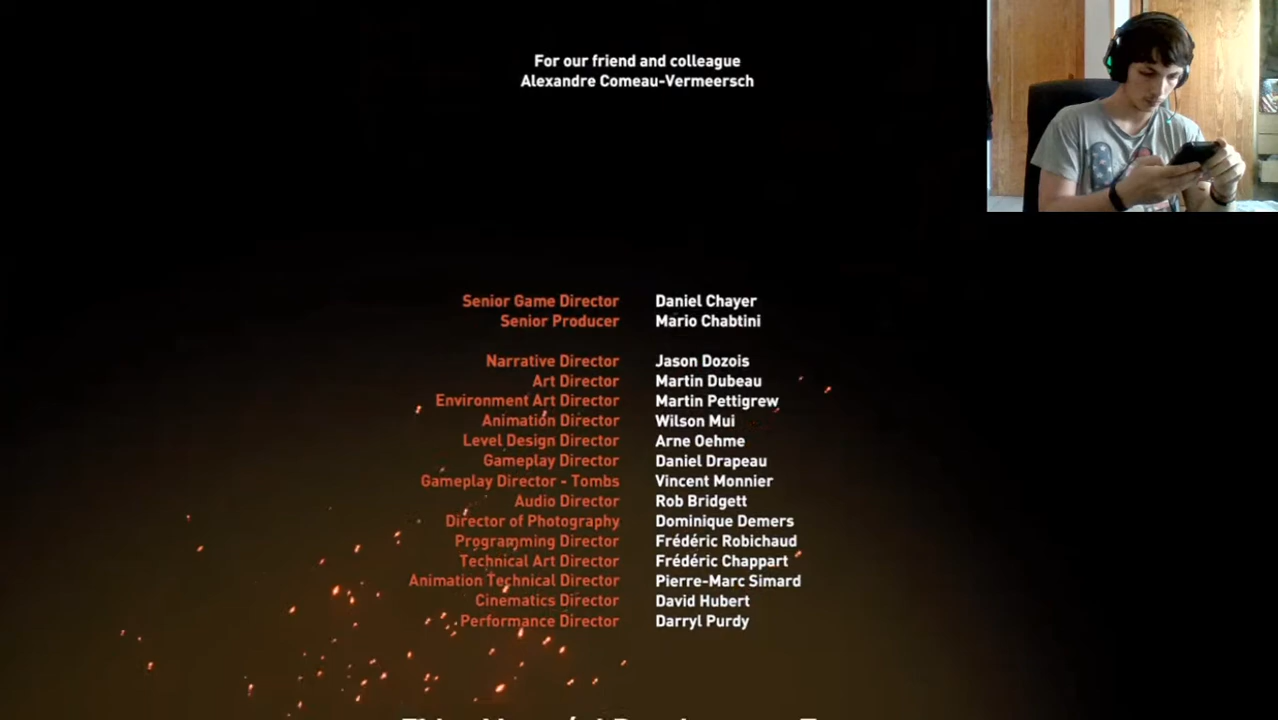 For our friend and colleague
Alexandre Comeau-Vermeersch
Senior Game Director Daniel Chayer
Senior Producer Mario Chabtini
Narrative Director Jason Dozois
Art Director Martin Dubeau
Environment Art Director Martin Pettigrew
Animation Director Wilson Mui
Level Design Director Arne Oehme
Gameplay Director Daniel Drapeau
Gameplay Director - Tombs Vincent Monnier
Audio Director Rob Bridgett
Director of Photography Dominique Demers
Programming Director Frédéric Robichaud
Technical Art Director Frédéric Chappart
Animation Technical Director Pierre-Marc Simard
Cinematics Director David Hubert
Performance Director Darryl Purdy